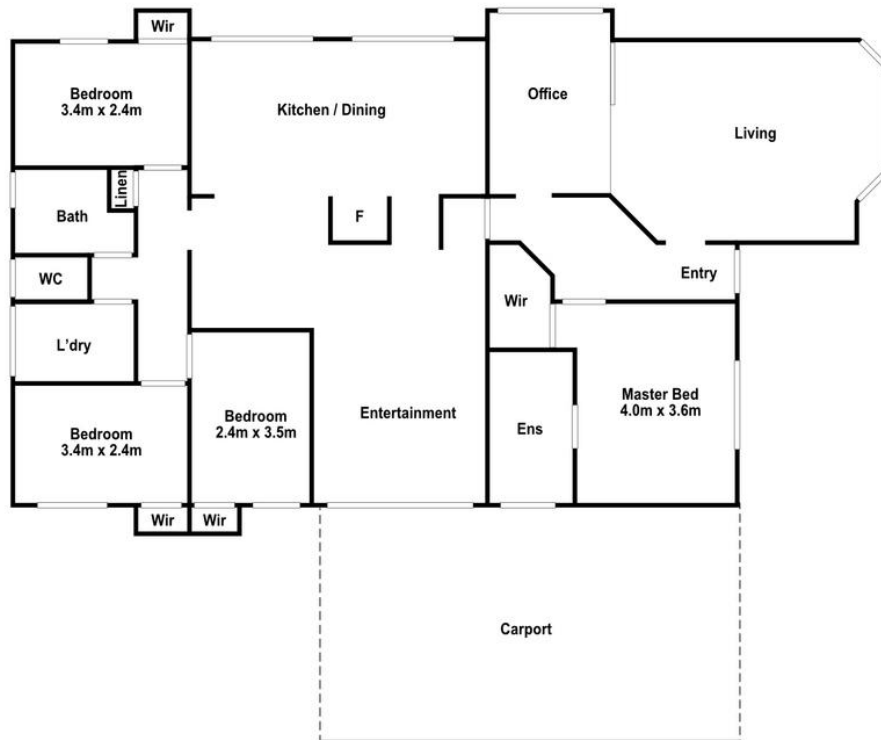 Wir
Bedroom
3.4m x 2.4m
Kitchen / Dining
Office
Living
Linen
Bath
F
WC
Entry
Wir
L'dry
Master Bed
4.0m x 3.6m
Bedroom
2.4m x 3.5m
Entertainment
Ens
Bedroom
3.4m x 2.4m
Wir
Wir
Carport